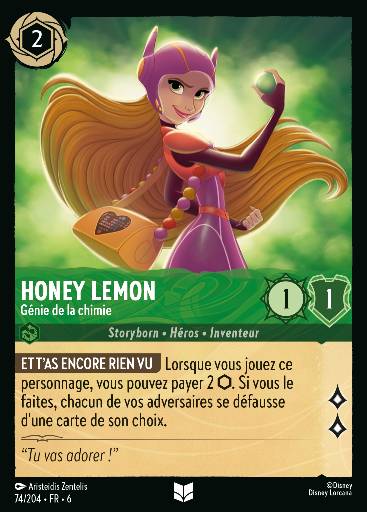 2
HONEY LEMON
Génie de la chimie
1
1
Storyborn • Héros • Inventeur
ET T'AS ENCORE RIEN VU Lorsque vous jouez ce
personnage, vous pouvez payer 2 ⬡. Si vous le
faites, chacun de vos adversaires se défausse
d'une carte de son choix.
“Tu vas adorer !”
Aristeidis Zentelis
74/204 • FR • 6
©Disney
Disney Lorcana